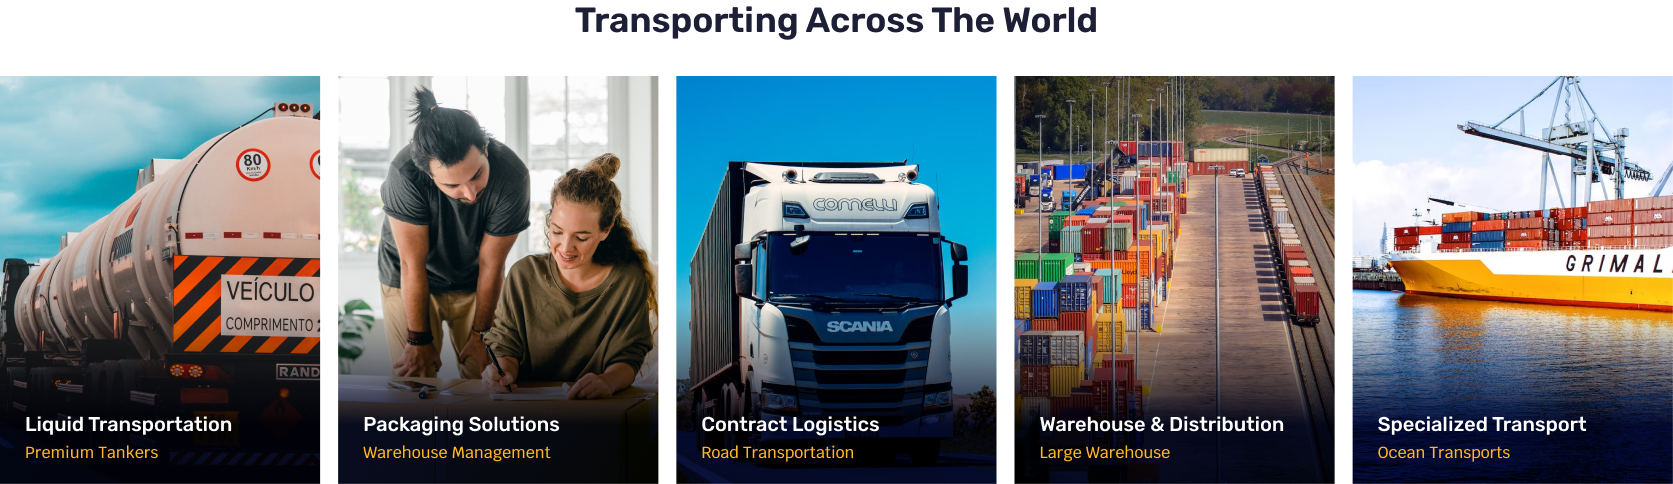 Transporting Across The World
80
Km/h
VEÍCULO
COMPRIMENTO
RAND
Liquid Transportation
Premium Tankers
Packaging Solutions
Warehouse Management
COMELLI
SCANIA
Contract Logistics
Road Transportation
Warehouse & Distribution
Large Warehouse
GRIMAL
Specialized Transport
Ocean Transports